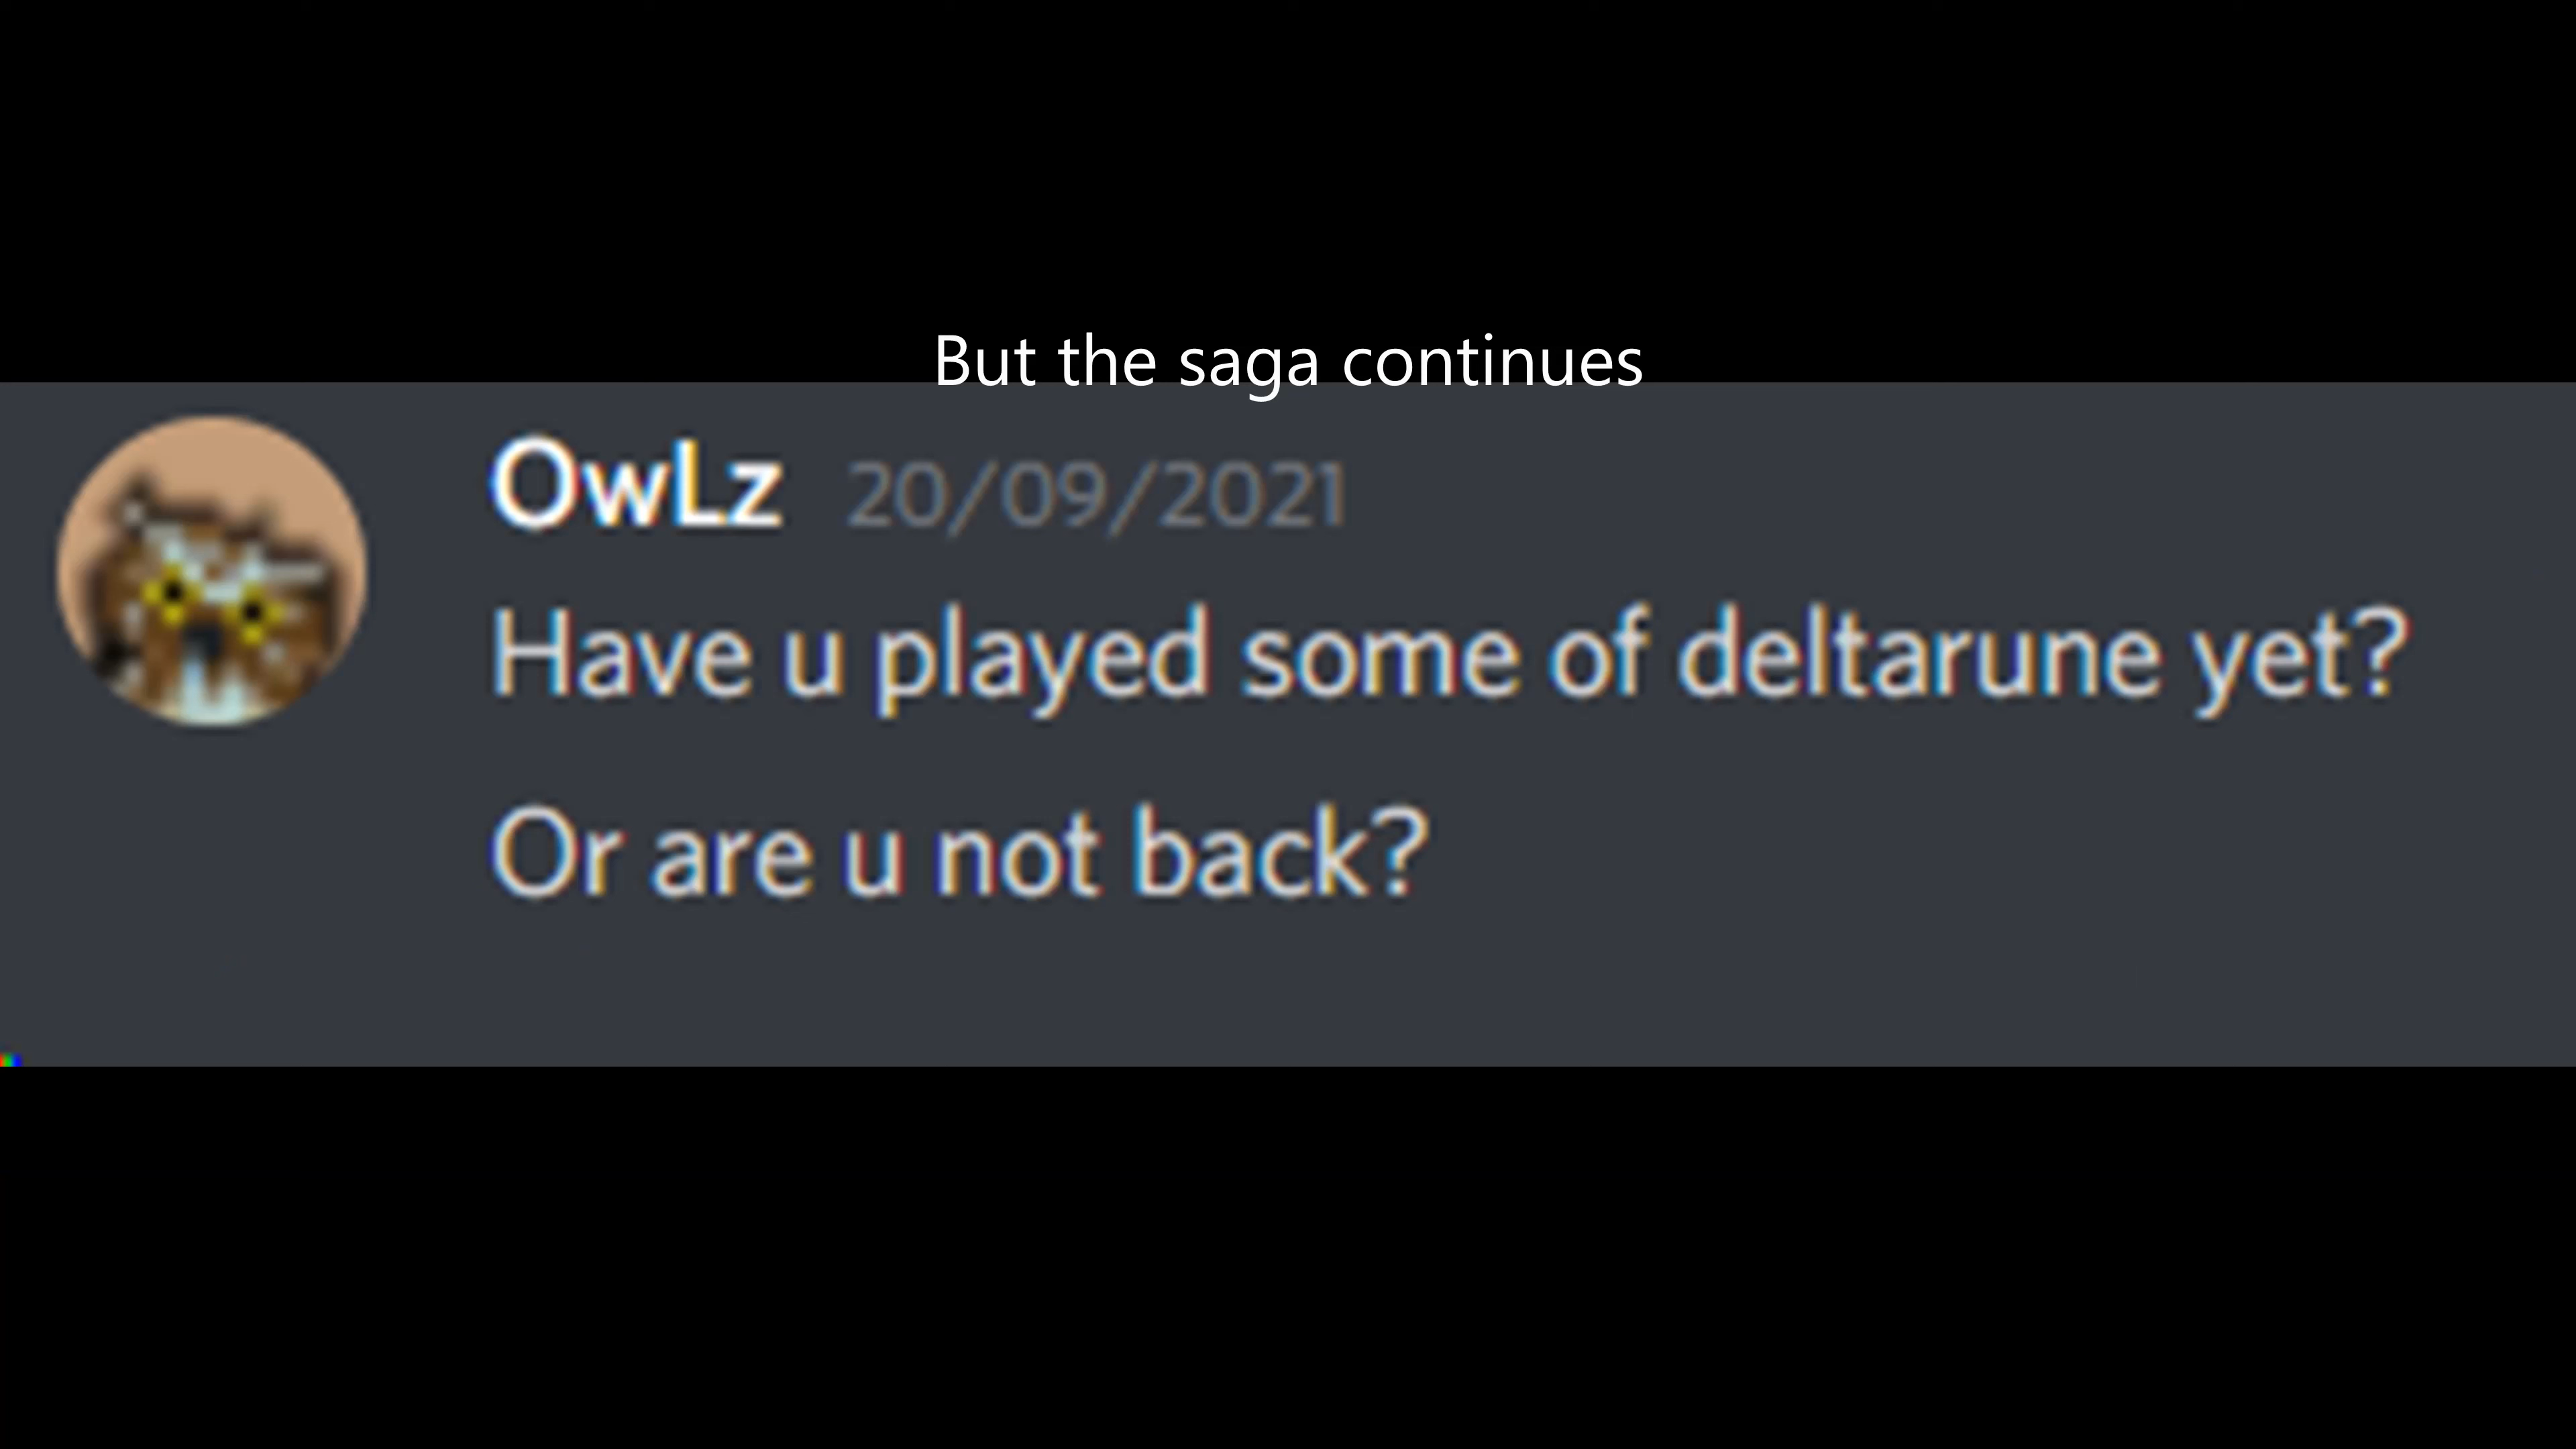 But the saga continues
OwLz 20/09/2021
Have u played some of deltarune yet?
Or are u not back?